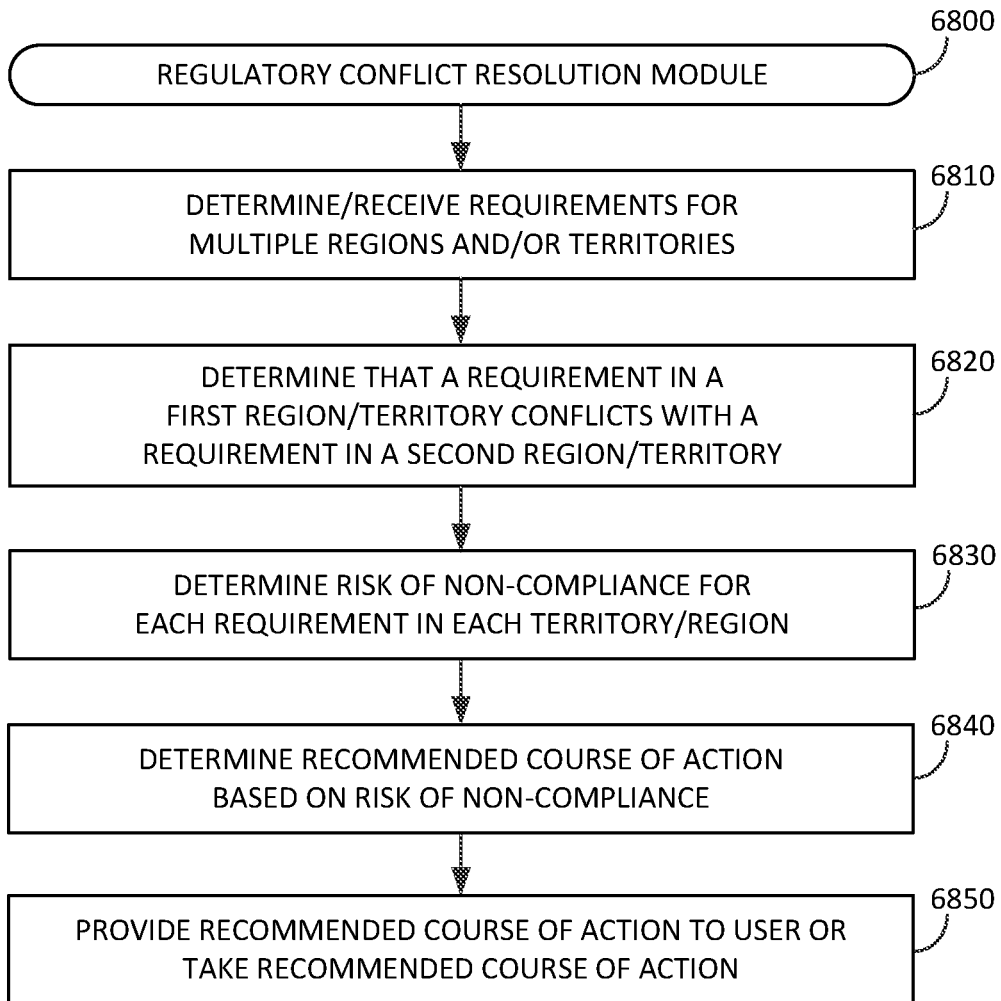 6800
REGULATORY CONFLICT RESOLUTION MODULE
6810
DETERMINE/RECEIVE REQUIREMENTS FOR
MULTIPLE REGIONS AND/OR TERRITORIES
6820
DETERMINE THAT A REQUIREMENT IN A
FIRST REGION/TERRITORY CONFLICTS WITH A
REQUIREMENT IN A SECOND REGION/TERRITORY
6830
DETERMINE RISK OF NON-COMPLIANCE FOR
EACH REQUIREMENT IN EACH TERRITORY/REGION
6840
DETERMINE RECOMMENDED COURSE OF ACTION
BASED ON RISK OF NON-COMPLIANCE
6850
PROVIDE RECOMMENDED COURSE OF ACTION TO USER OR
TAKE RECOMMENDED COURSE OF ACTION